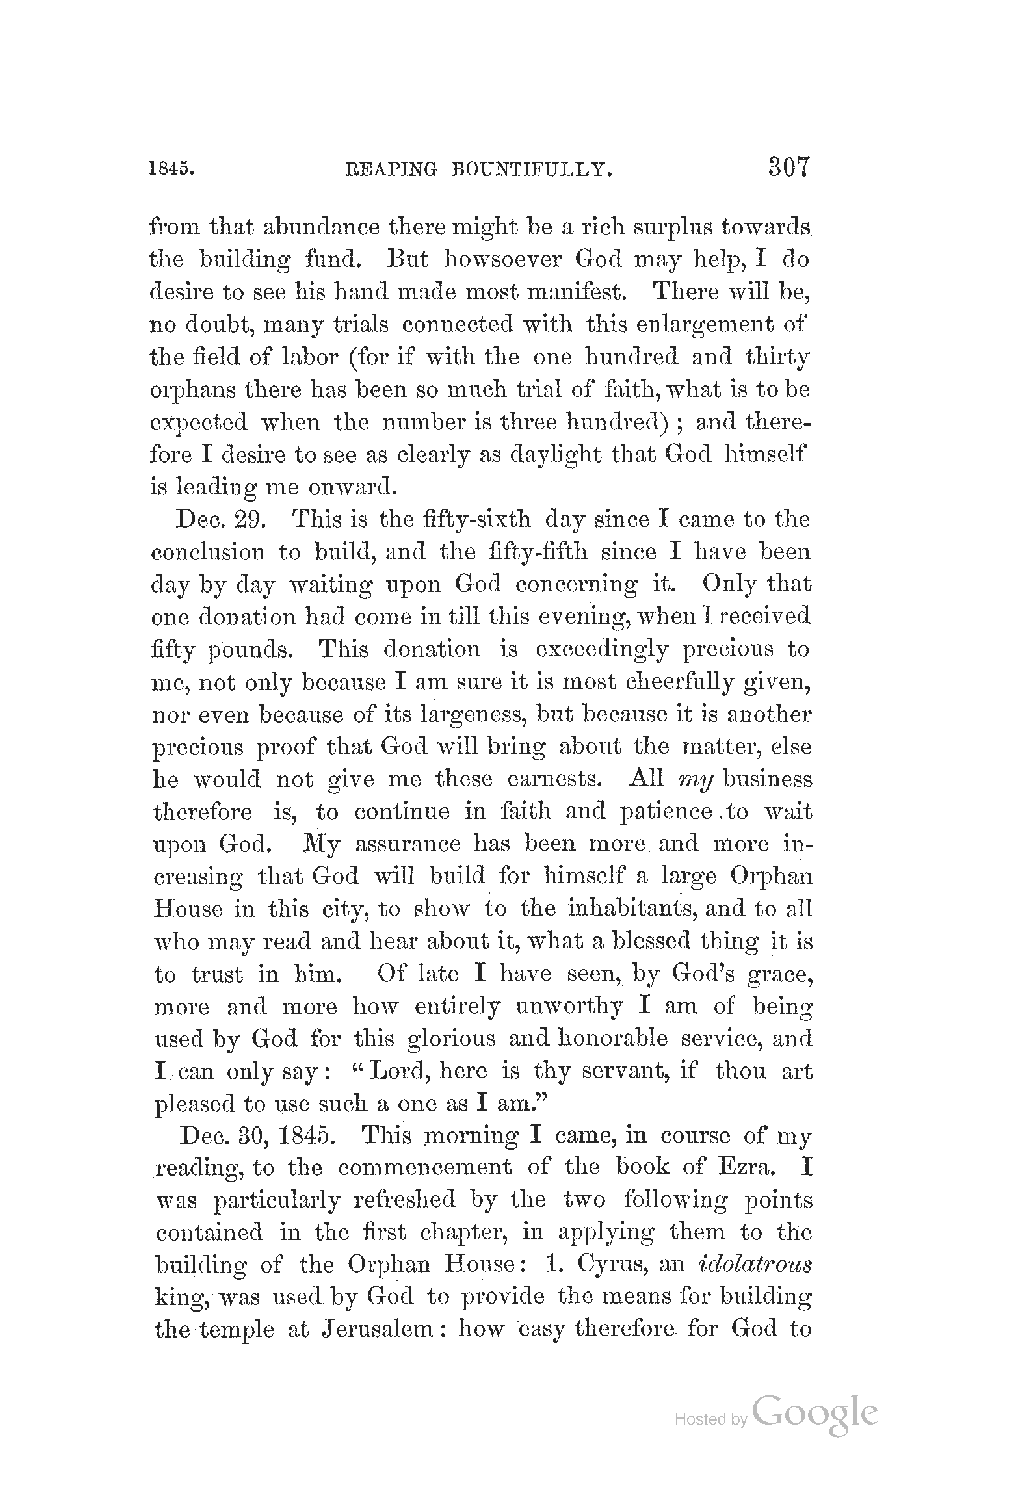 1845. REAPING BOUNTIFULLY. 307
from that abundance there might be a rich surplus towards
the building fund. But howsoever God may help, I do
desire to see his hand made most manifest. There will be,
no doubt, many trials connected with this enlargement of
the field of labor (for if with the one hundred and thirty
orphans there has been so much trial of faith, what is to be
expected when the number is three hundred) ; and there-
fore I desire to see as clearly as daylight that God himself
is leading me onward.
Dec. 29. This is the fifty-sixth day since I came to the
conclusion to build, and the fifty-fifth since I have been
day by day waiting upon God concerning it. Only that
one donation had come in till this evening, when I received
fifty pounds. This donation is exceedingly precious to
me, not only because I am sure it is most cheerfully given,
nor even because of its largeness, but because it is another
precious proof that God will bring about the matter, else
he would not give me these earnests. All my business
therefore is, to continue in faith and patience to wait
upon God. My assurance has been more and more in-
creasing that God will build for himself a large Orphan
House in this city, to show to the inhabitants, and to all
who may read and hear about it, what a blessed thing it is
to trust in him. Of late I have seen, by God's grace,
more and more how entirely unworthy I am of being
used by God for this glorious and honorable service, and
I can only say: "Lord, here is thy servant, if thou art
pleased to use such a one as I am."
Dec. 30, 1845. This morning I came, in course of my
reading, to the commencement of the book of Ezra. I
was particularly refreshed by the two following points
contained in the first chapter, in applying them to the
building of the Orphan House: 1. Cyrus, an idolatrous
king, was used by God to provide the means for building
the temple at Jerusalem: how easy therefore for God to
Hosted by Google